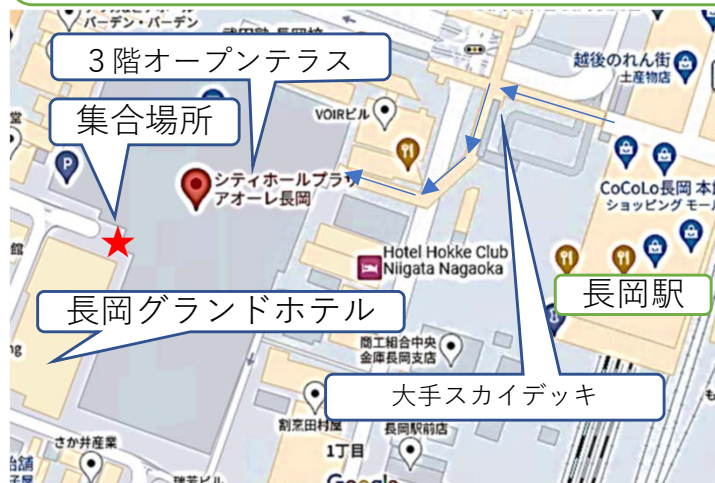 バーデン・バーデン
3階オープンテラス
越後のれん街
土産物店
集合場所
VOIRビル
P
シティホールプラザ
アオーレ長岡
CoCoLo長岡 本館
ショッピング モール
Hotel Hokke Club
Niigata Nagaoka
長岡駅
長岡グランドホテル
商工組合中央
金庫長岡支店
大手スカイデッキ
割烹田村屋
長岡駅前店
さか井産業
1丁目
Google